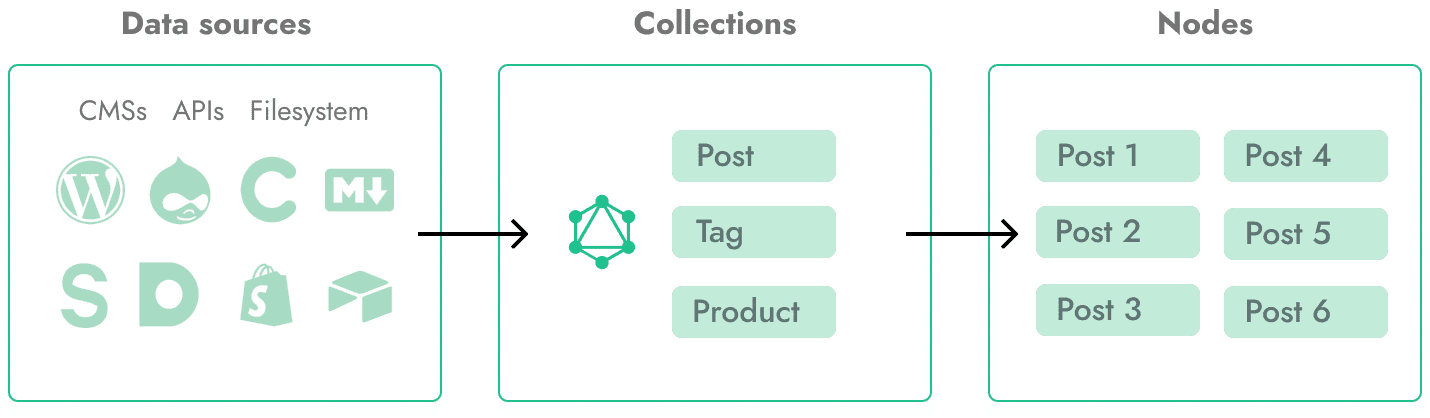 Data sources
CMSs APIs Filesystem
W
C
M
S
D
S
Collections
Post
Tag
Product
Nodes
Post 1
Post 4
Post 2
Post 5
Post 3
Post 6